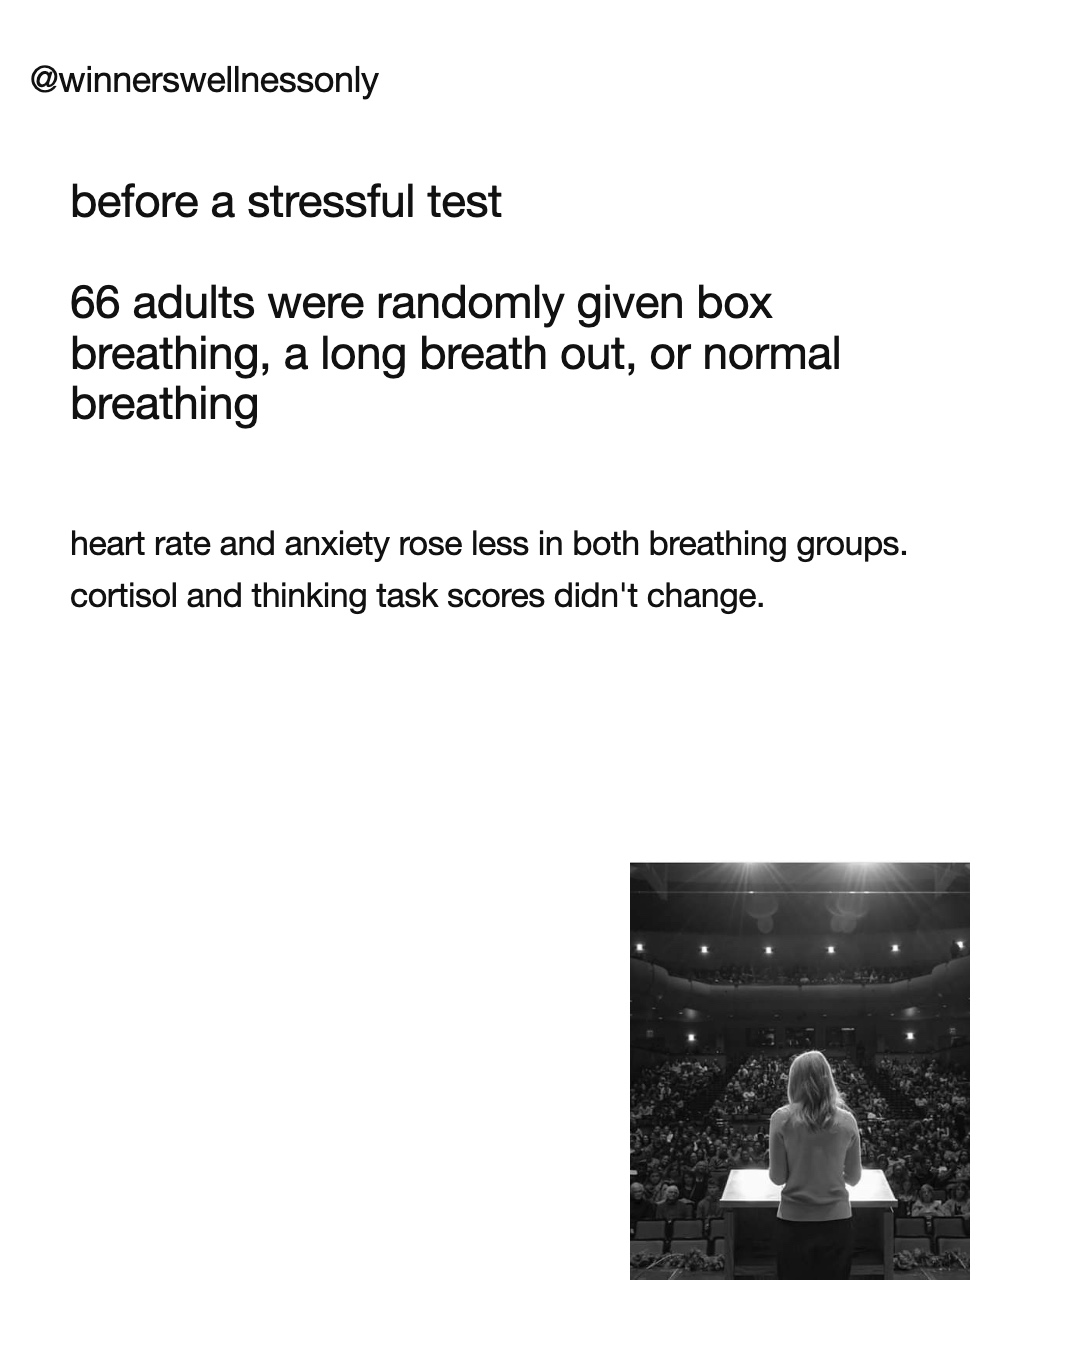 @winnerswellnessonly
before a stressful test
66 adults were randomly given box
breathing, a long breath out, or normal
breathing
heart rate and anxiety rose less in both breathing groups.
cortisol and thinking task scores didn't change.